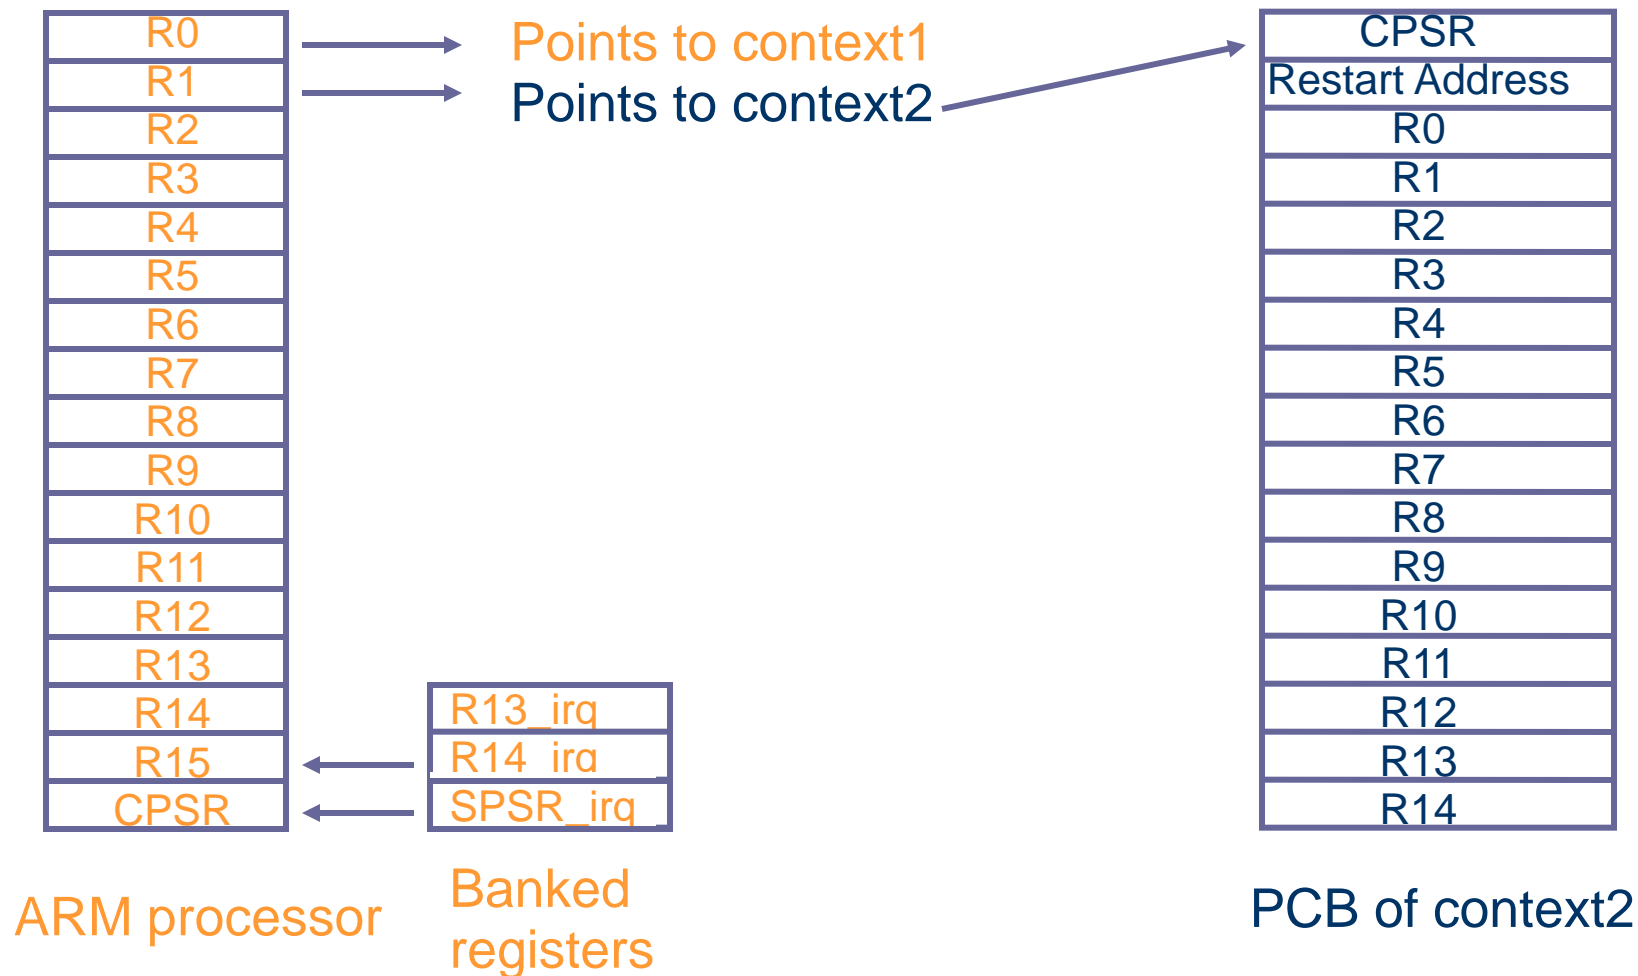 R0
R1
R2
R3
R4
R5
R6
R7
R8
R9
R10
R11
R12
R13
R14
R15
CPSR
ARM processor
Points to context1
Points to context2
R13_irq
R14_irq
SPSR_irq
Banked
registers
CPSR
Restart Address
R0
R1
R2
R3
R4
R5
R6
R7
R8
R9
R10
R11
R12
R13
R14
PCB of context2